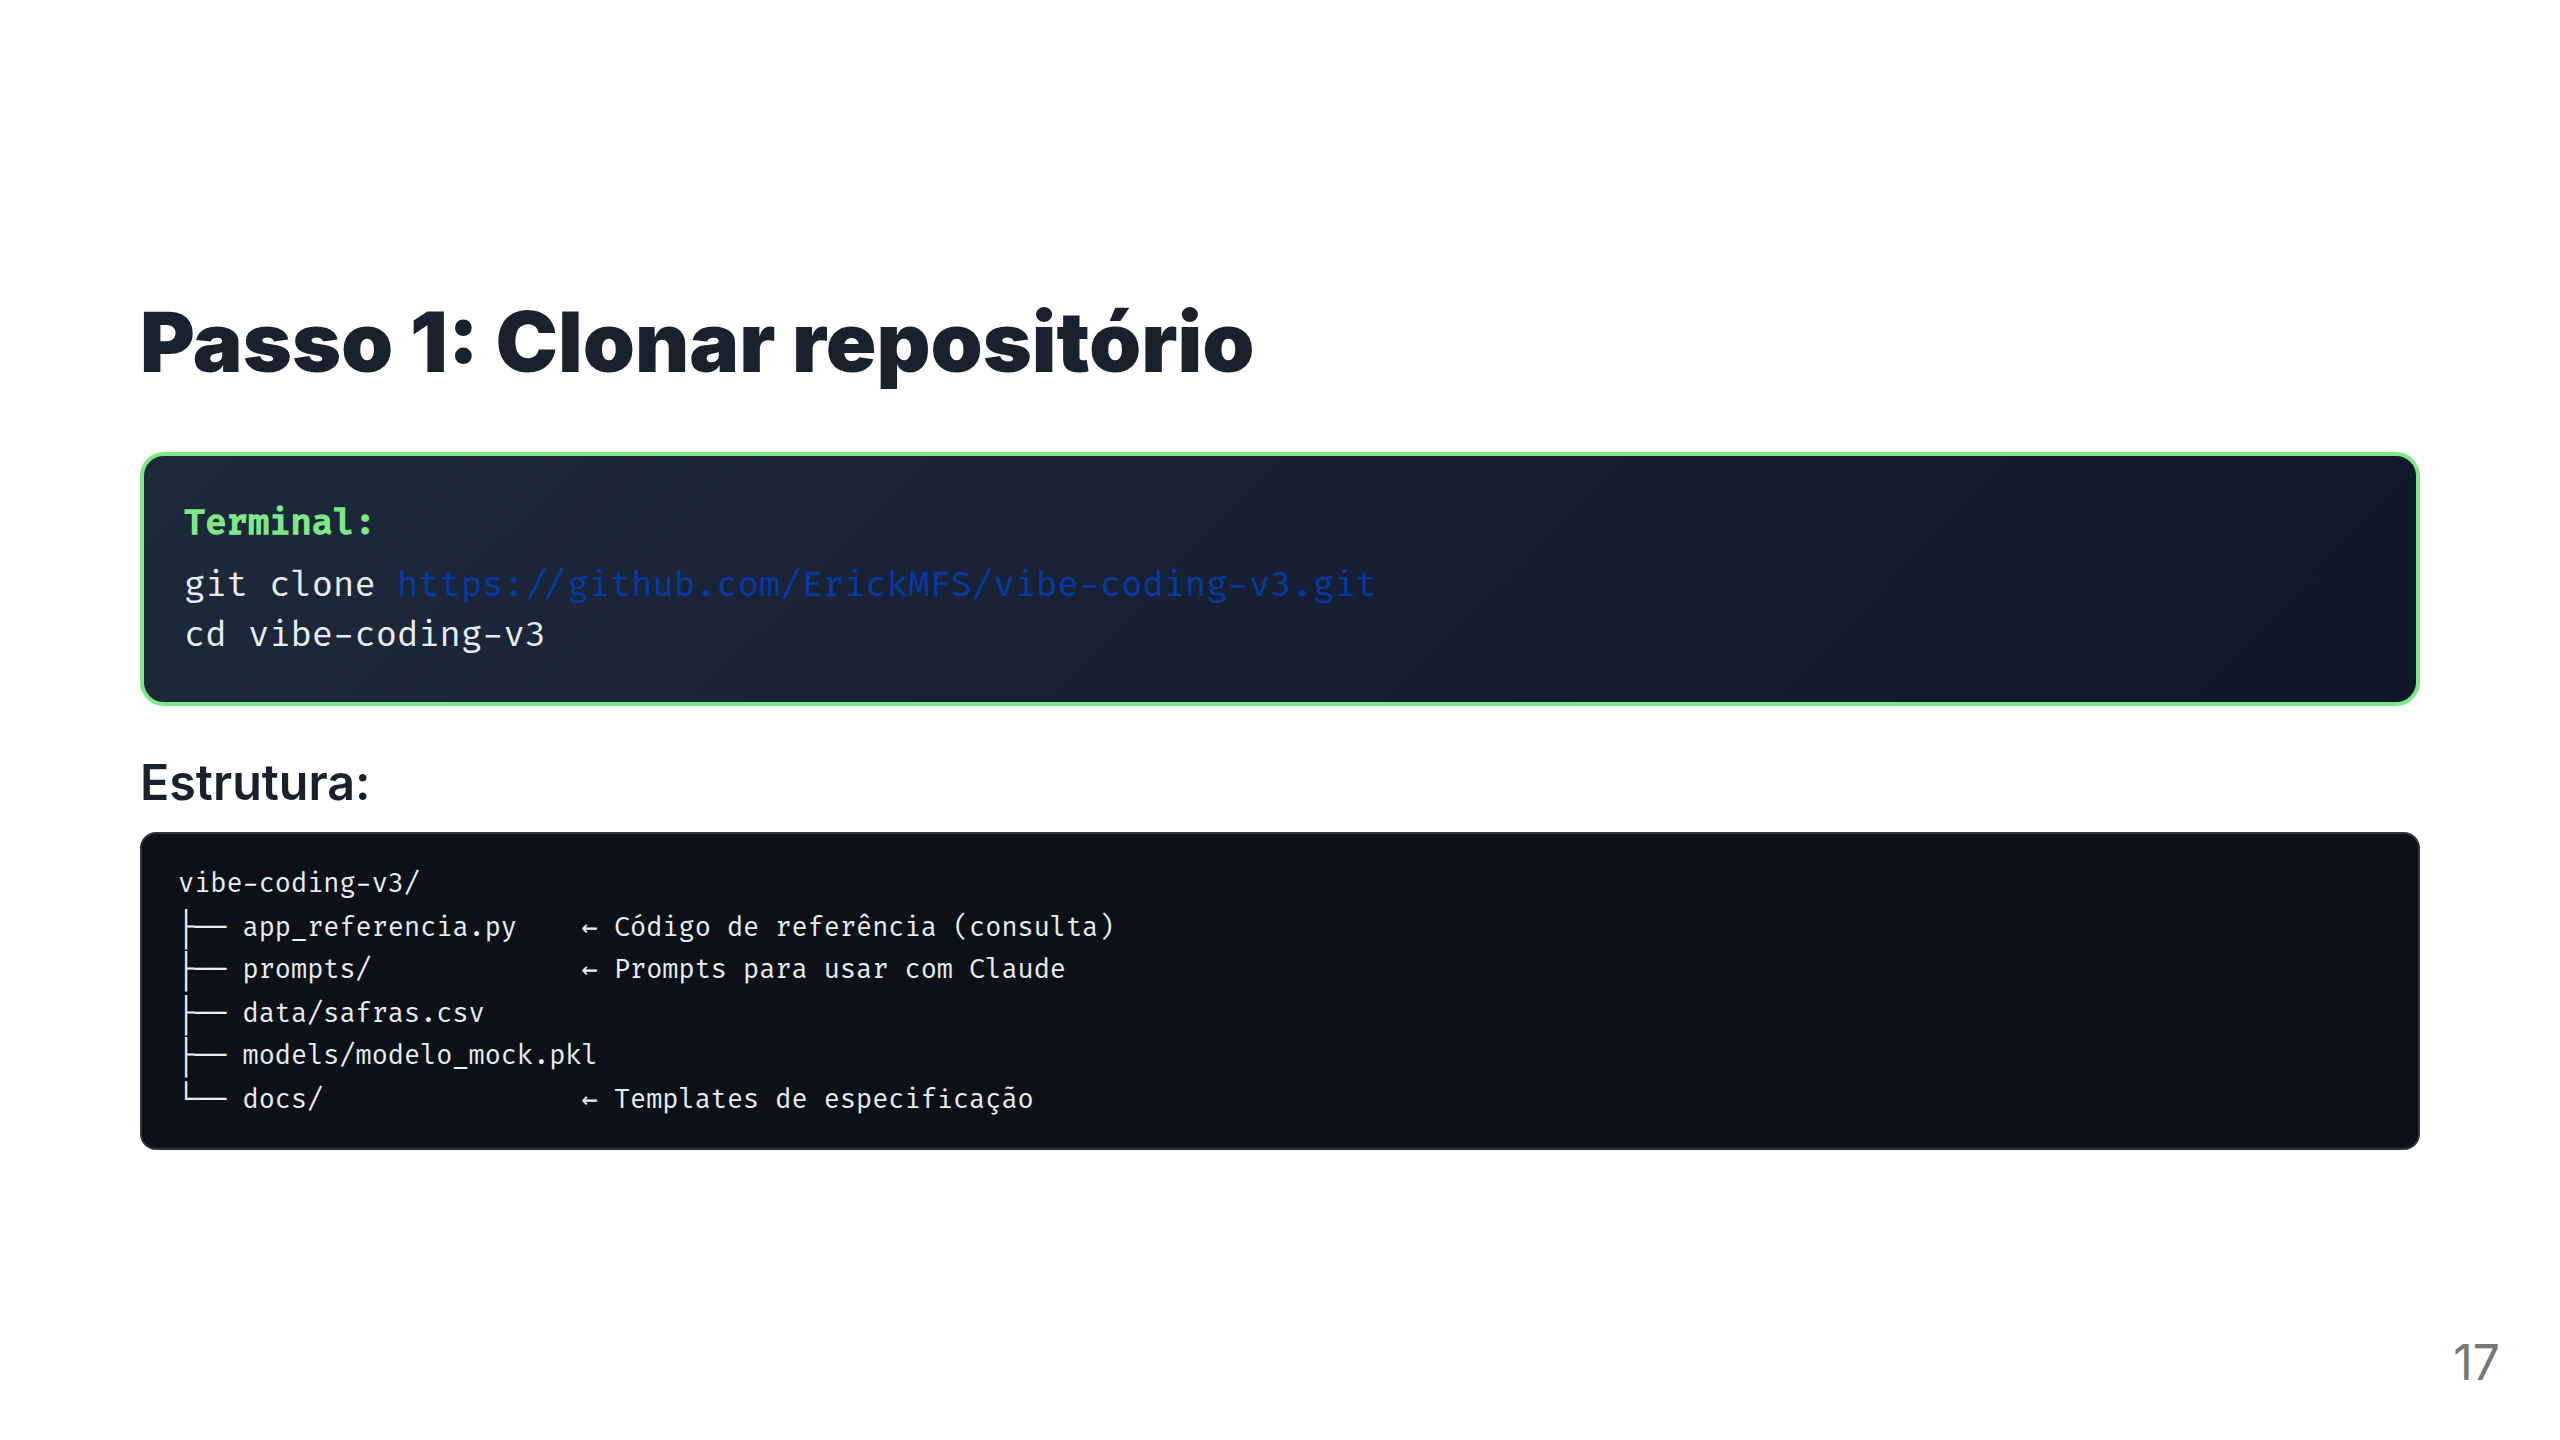 Passo 1: Clonar repositório
Terminal:
git clone https://github.com/ErickMFS/vibe-coding-v3.git
cd vibe-coding-v3
Estrutura:
vibe-coding-v3/
├── app_referencia.py    ← Código de referência (consulta)
├── prompts/             ← Prompts para usar com Claude
├── data/safras.csv
├── models/modelo_mock.pkl
└── docs/                ← Templates de especificação
17